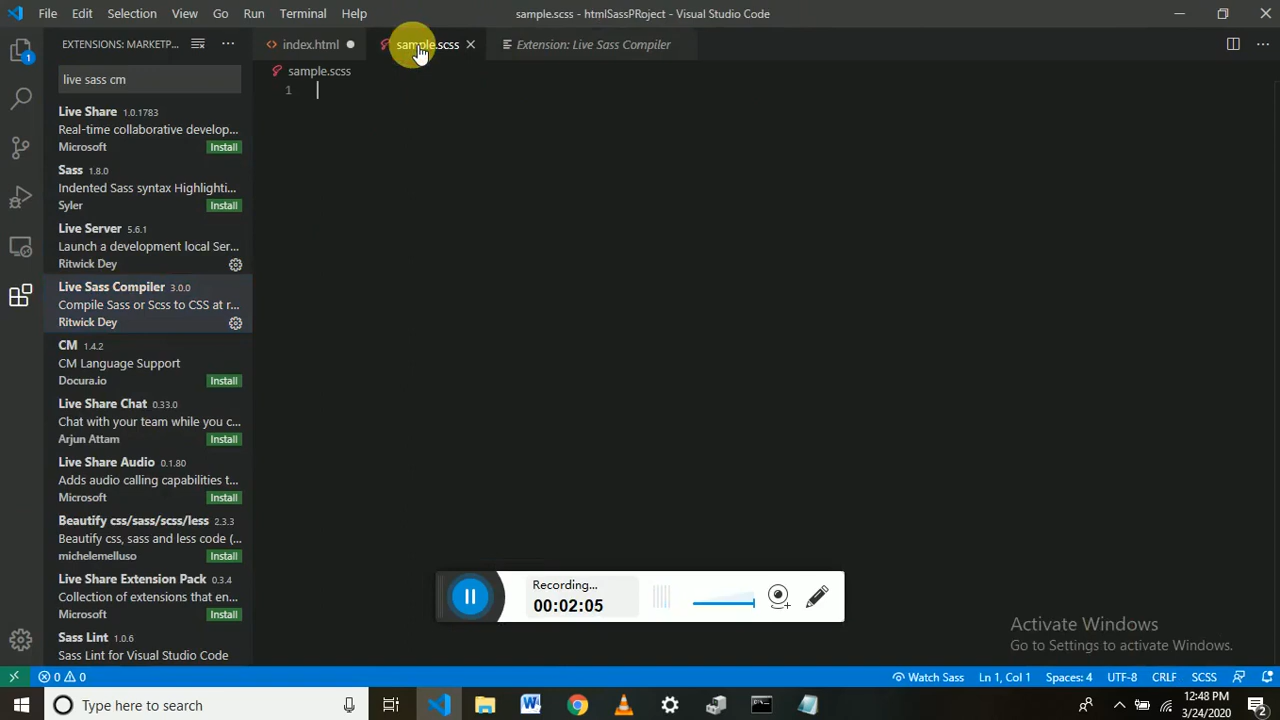 File Edit Selection View Go Run Terminal Help
sample.scss - htmlSassPRoject - Visual Studio Code
EXTENSIONS: MARKETP...
index.html
sample.scss
Extension: Live Sass Compiler
live sass cm
sample.scss
1
Live Share 1.0.1783
Real-time collaborative develop...
Microsoft Install
Sass 1.8.0
Indented Sass syntax Highlighti...
Syler Install
Live Server 5.6.1
Launch a development local Ser...
Ritwick Dey
Live Sass Compiler 3.0.0
Compile Sass or Scss to CSS at r...
Ritwick Dey
CM 1.4.2
CM Language Support
Docura.io Install
Live Share Chat 0.33.0
Chat with your team while you c...
Arjun Attam Install
Live Share Audio 0.1.80
Adds audio calling capabilities t...
Microsoft Install
Beautify css/sass/scss/less 2.3.3
Beautify css, sass and less code (...
michelemelluso Install
Live Share Extension Pack 0.3.4
Collection of extensions that en...
Microsoft Install
Sass Lint 1.0.6
Sass Lint for Visual Studio Code
Recording...
00:02:05
Activate Windows
Go to Settings to activate Windows.
0 0
Watch Sass Ln 1, Col 1 Spaces: 4 UTF-8 CRLF SCSS
Type here to search
12:48 PM
3/24/2020
2
1